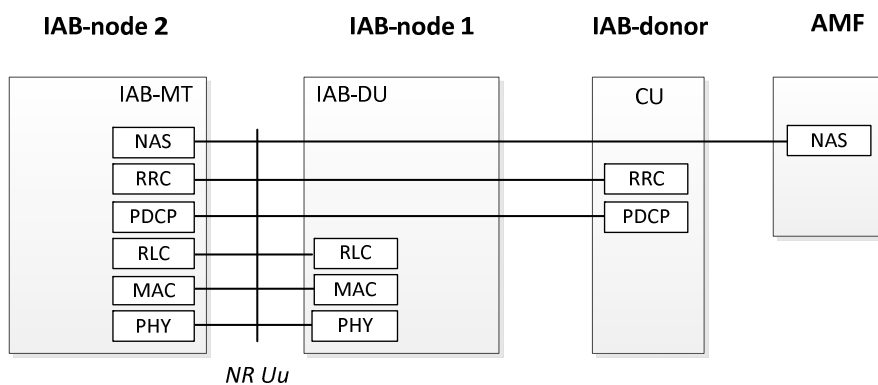 IAB-node 2 IAB-node 1 IAB-donor AMF
IAB-MT IAB-DU CU
NAS NAS
RRC RRC
PDCP PDCP
RLC RLC
MAC MAC
PHY PHY
NR Uu